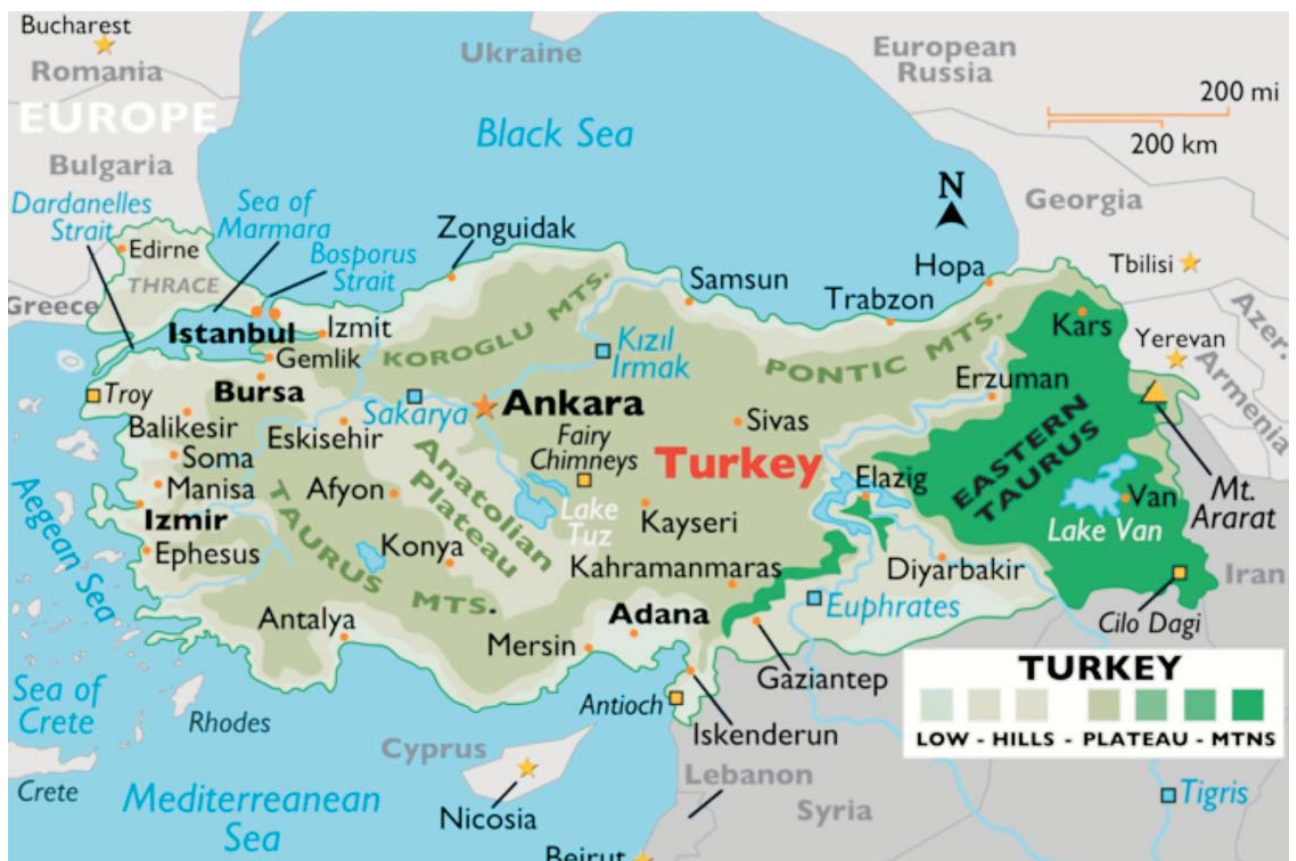 Bucharest
Romania
EUROPE
Bulgaria
Ukraine
European
Russia
200 mi
200 km
Black Sea
N
Georgia
Dardanelles
Strait
Sea of
Marmara
Bosporus
Strait
Zonguidak
Edirne
THRACE
Greece
Istanbul
Izmit
Gemlik
Samsun
Hopa
Trabzon
Tbilisi
Kars
Azer.
Yerevan
Armenia
KOROGLU MTS.
Kızıl
Irmak
PONTIC MTS.
Erzuman
Troy
Bursa
Sakarya
Ankara
Sivas
Balikesir
Eskisehir
Fairy
Chimneys
Turkey
Soma
Manisa
Afyon
Anatolian
Plateau
Lake
Tuz
Kayseri
Elazig
EASTERN
TAURUS
Van
Lake Van
Mt.
Ararat
Aegean Sea
Izmir
Ephesus
TAURUS MTS.
Konya
Kahramanmaras
Diyarbakir
Iran
Cilo Dagi
Euphrates
Antalya
Mersin
Adana
Gaziantep
Antioch
Iskenderun
Sea of
Crete
Rhodes
Crete
Cyprus
Nicosia
Mediterreanean
Sea
Lebanon
Syria
Beirut
Tigris
TURKEY
LOW - HILLS - PLATEAU - MTNS